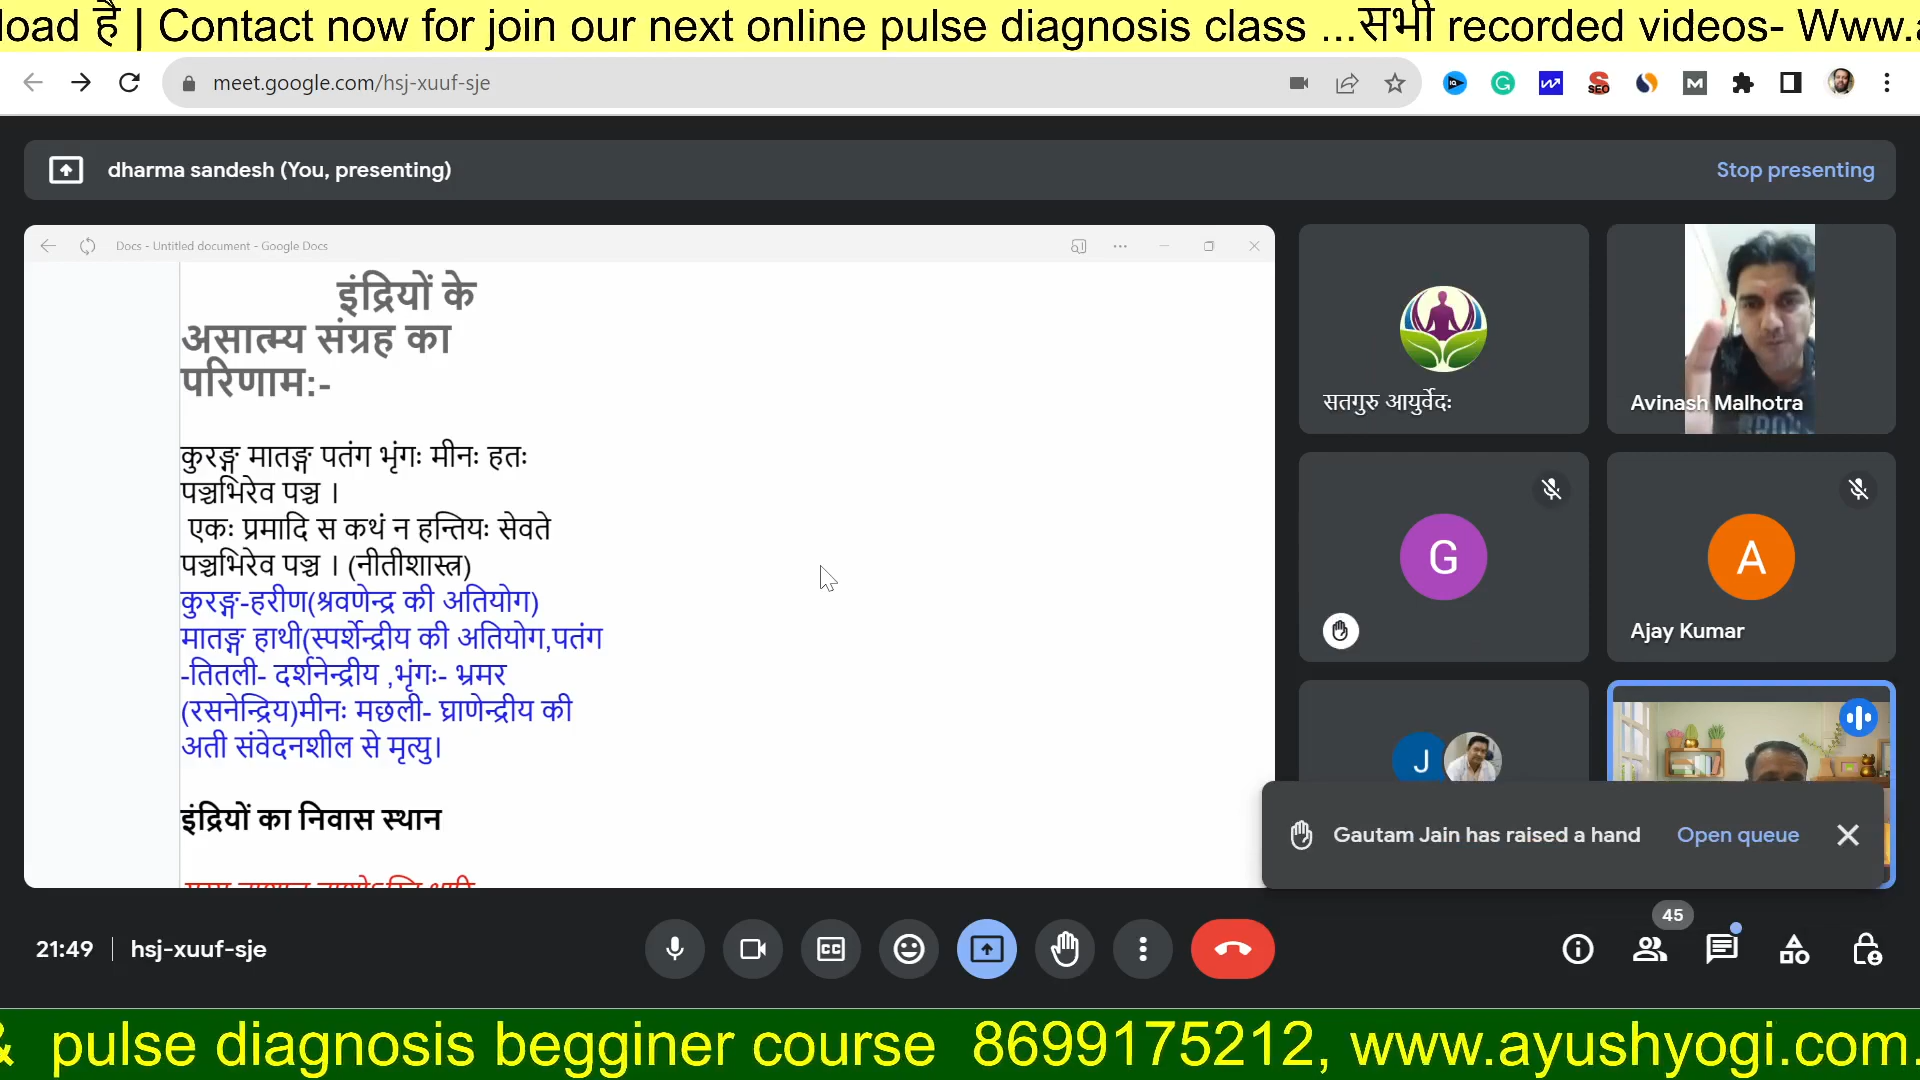 load है | Contact now for join our next online pulse diagnosis class ...सभी recorded videos- Www.
meet.google.com/hsj-xuuf-sje
dharma sandesh (You, presenting)
Stop presenting
Docs - Untitled document - Google Docs
इंद्रियों के
असात्म्य संग्रह का
परिणाम:-
कुरङ्ग मातङ्ग पतंग भृंगः मीनः हतः
पञ्चभिरेव पञ्च ।
एकः प्रमादि स कथं न हन्तियः सेवते
पञ्चभिरेव पञ्च । (नीतीशास्त्र)
कुरङ्ग-हरीण(श्रवणेन्द्र की अतियोग)
मातङ्ग हाथी(स्पर्शेन्द्रीय की अतियोग,पतंग
-तितली- दर्शनेन्द्रीय ,भृंगः- भ्रमर
(रसनेन्द्रिय)मीनः मछली- घ्राणेन्द्रीय की
अती संवेदनशील से मृत्यु।
इंद्रियों का निवास स्थान
सतगुरु आयुर्वेदः
Avinash Malhotra
G
A
Ajay Kumar
J
Gautam Jain has raised a hand
Open queue
45
21:49
hsj-xuuf-sje
CC
& pulse diagnosis begginer course 8699175212, www.ayushyogi.com.